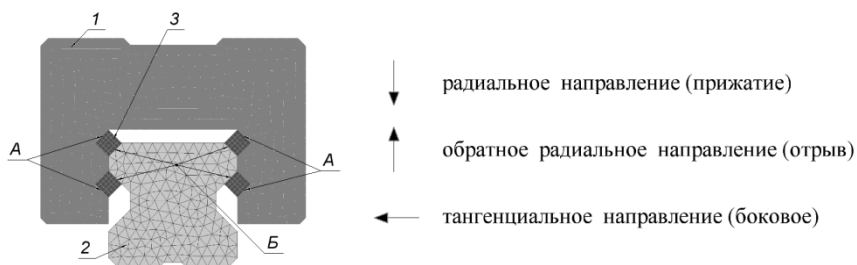 1
3
А
А
2
Б
радиальное направление (прижатие)
обратное радиальное направление (отрыв)
тангенциальное направление (боковое)